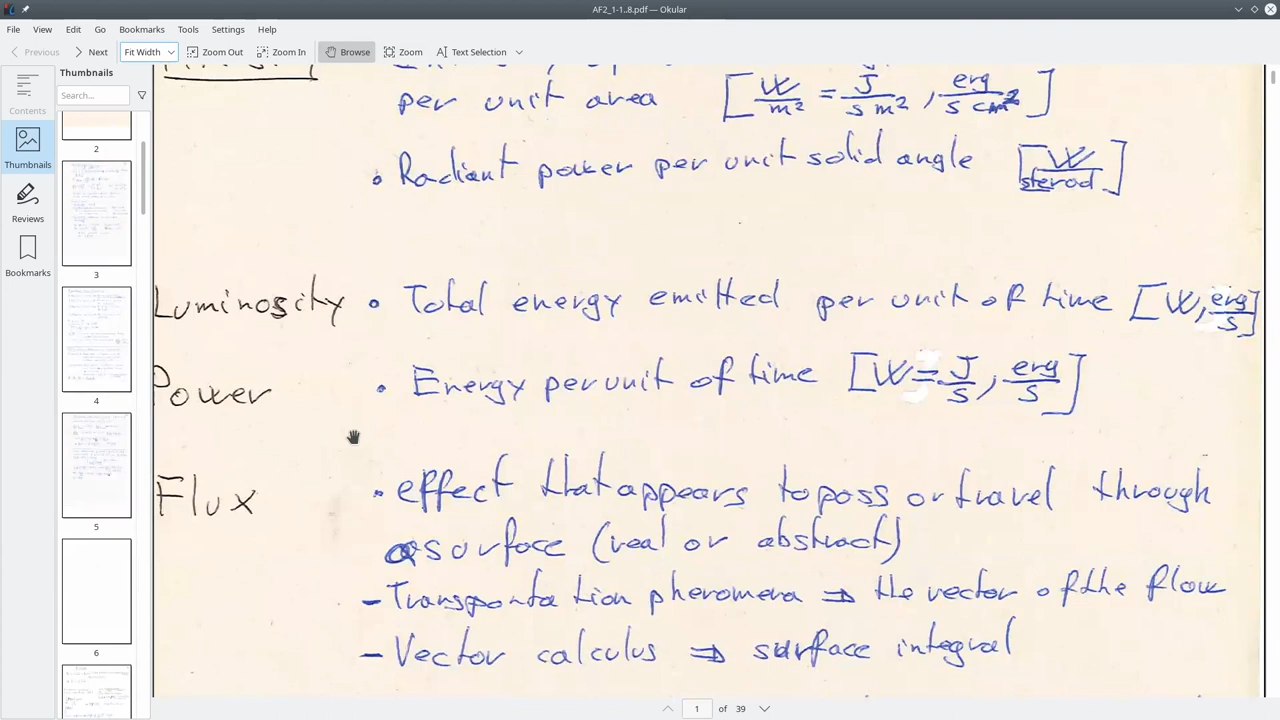 AF2_1-1..8.pdf — Okular
File View Edit Go Bookmarks Tools Settings Help
Previous Next Fit Width Zoom Out Zoom In Browse Zoom Text Selection
Contents
Thumbnails
Reviews
Bookmarks
Thumbnails
Search...
2
3
4
5
6
per unit area [W/m² = J/s m², erg/s cm²]
• Radiant power per unit solid angle [W/sterad]
Luminosity • Total energy emitted per unit of time [W, erg/s]
Power • Energy per unit of time [W = J/s, erg/s]
Flux • effect that appears to pass or travel through
a surface (real or abstract)
- Transportation phenomena ⇒ the vector of the flow
- Vector calculus ⇒ surface integral
1 of 39